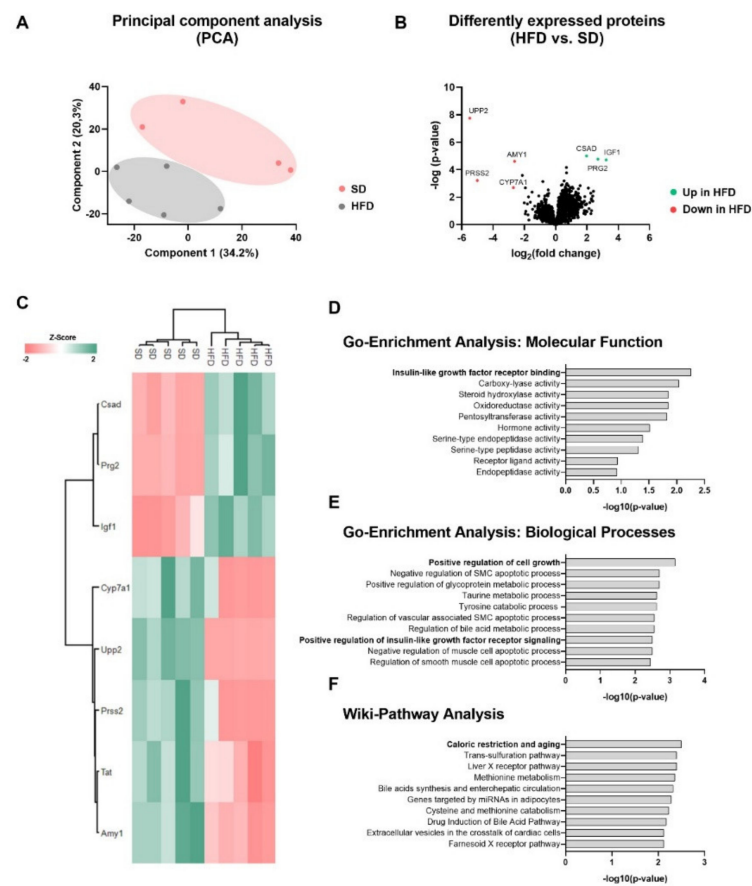 A
Principal component analysis
(PCA)
40
20
0
-20
-20
0
20
40
Component 2 (20,3%)
Component 1 (34.2%)
SD
HFD
B
Differently expressed proteins
(HFD vs. SD)
10
8
6
4
2
0
-6
-4
-2
0
2
4
6
-log (p-value)
log2(fold change)
UPP2
AMY1
PRSS2
CYP7A1
CSAD
IGF1
PRG2
Up in HFD
Down in HFD
C
Z-Score
-2
2
SD
SD
SD
SD
SD
HFD
HFD
HFD
HFD
HFD
Csad
Prg2
Igf1
Cyp7a1
Upp2
Prss2
Tat
Amy1
D
Go-Enrichment Analysis: Molecular Function
Insulin-like growth factor receptor binding
Carboxy-lyase activity
Steroid hydroxylase activity
Oxidoreductase activity
Pentosyltransferase activity
Hormone activity
Serine-type endopeptidase activity
Serine-type peptidase activity
Receptor ligand activity
Endopeptidase activity
0.0 0.5 1.0 1.5 2.0 2.5
-log10(p-value)
E
Go-Enrichment Analysis: Biological Processes
Positive regulation of cell growth
Negative regulation of SMC apoptotic process
Positive regulation of glycoprotein metabolic process
Taurine metabolic process
Tyrosine catabolic process
Regulation of vascular associated SMC apoptotic process
Regulation of bile acid metabolic process
Positive regulation of insulin-like growth factor receptor signaling
Negative regulation of muscle cell apoptotic process
Regulation of smooth muscle cell apoptotic process
0 1 2 3 4
-log10(p-value)
F
Wiki-Pathway Analysis
Caloric restriction and aging
Trans-sulfuration pathway
Liver X receptor pathway
Methionine metabolism
Bile acids synthesis and enterohepatic circulation
Genes targeted by miRNAs in adipocytes
Cysteine and methionine catabolism
Drug Induction of Bile Acid Pathway
Extracellular vesicles in the crosstalk of cardiac cells
Farnesoid X receptor pathway
0 1 2 3
-log10(p-value)